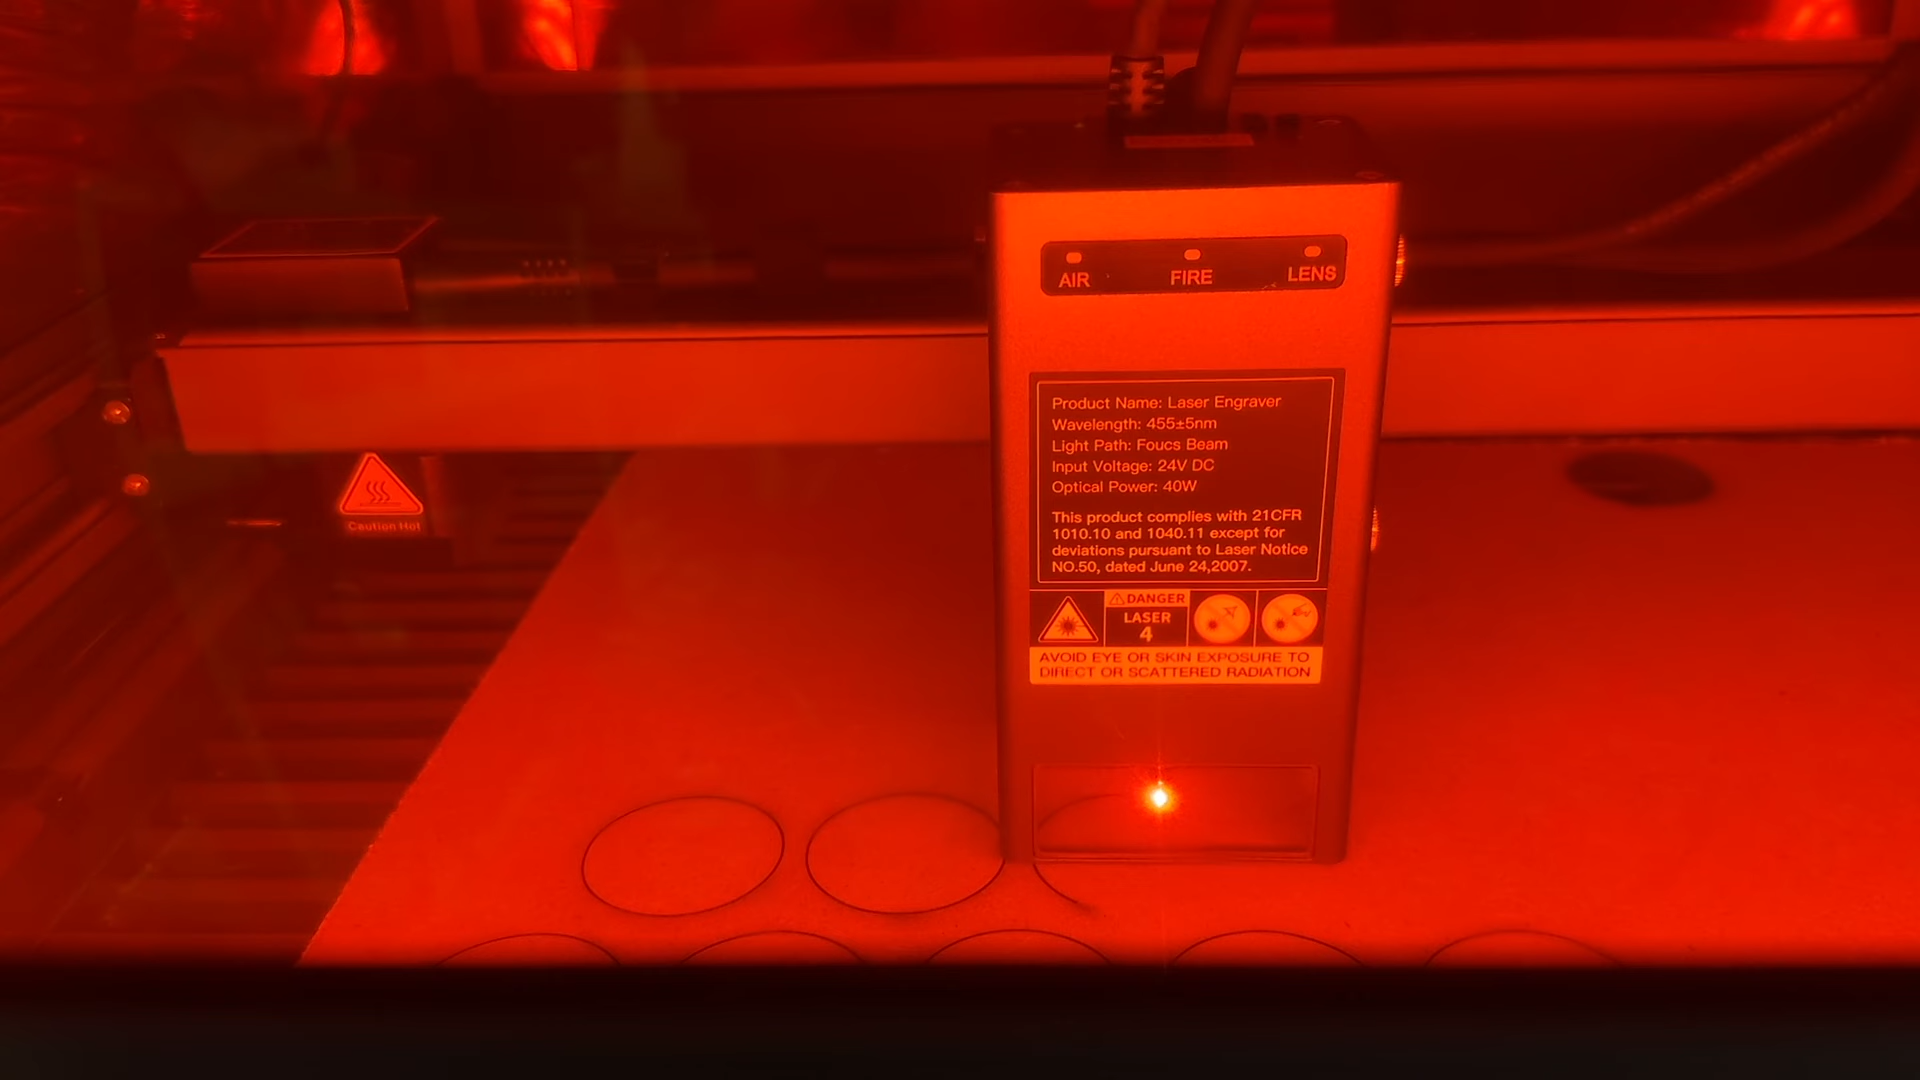 AIR FIRE LENS
Product Name: Laser Engraver
Wavelength: 455±5nm
Light Path: Foucs Beam
Input Voltage: 24V DC
Optical Power: 40W
This product complies with 21CFR
1010.10 and 1040.11 except for
deviations pursuant to Laser Notice
NO.50, dated June 24,2007.
Caution Hot
DANGER
LASER
4
AVOID EYE OR SKIN EXPOSURE TO
DIRECT OR SCATTERED RADIATION